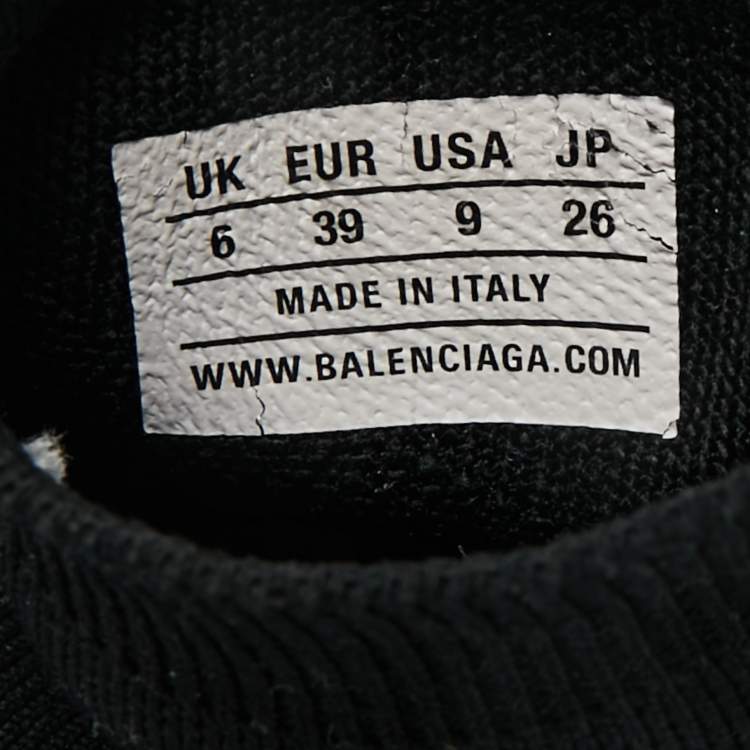 UK EUR USA JP
6 39 9 26
MADE IN ITALY
WWW.BALENCIAGA.COM